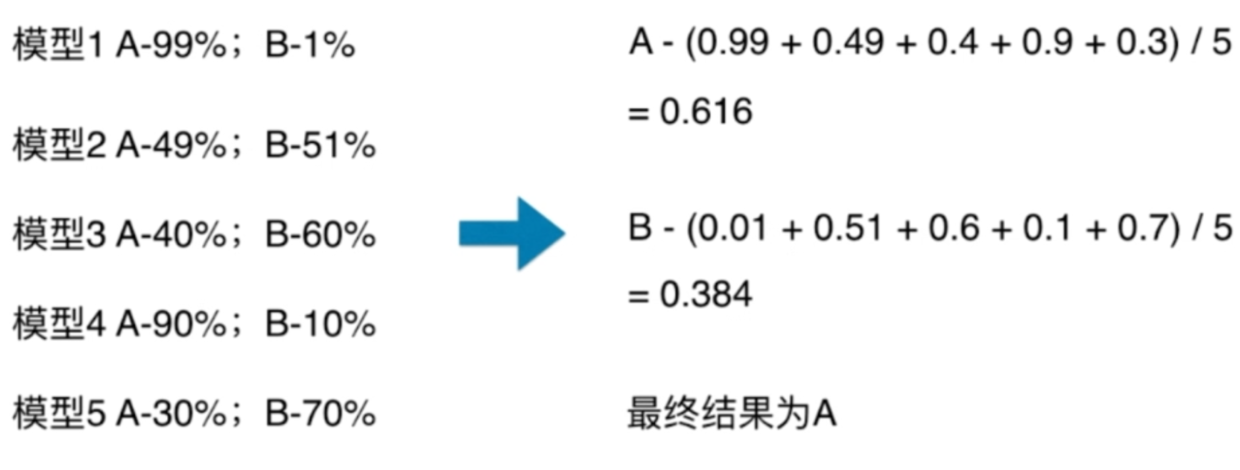 模型1 A-99%；B-1%
模型2 A-49%；B-51%
模型3 A-40%；B-60%
模型4 A-90%；B-10%
模型5 A-30%；B-70%
A - (0.99 + 0.49 + 0.4 + 0.9 + 0.3) / 5
= 0.616
B - (0.01 + 0.51 + 0.6 + 0.1 + 0.7) / 5
= 0.384
最终结果为A